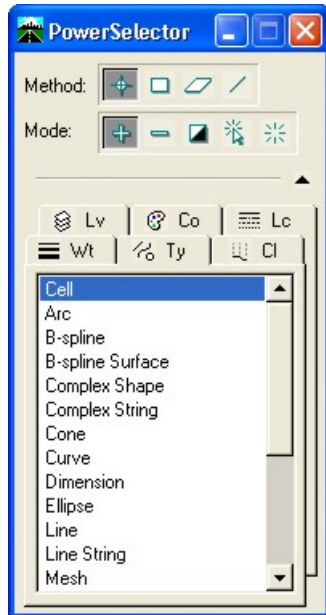 PowerSelector
Method:
Mode:
Lv Co Lc
Wt Ty Cl
Cell
Arc
B-spline
B-spline Surface
Complex Shape
Complex String
Cone
Curve
Dimension
Ellipse
Line
Line String
Mesh